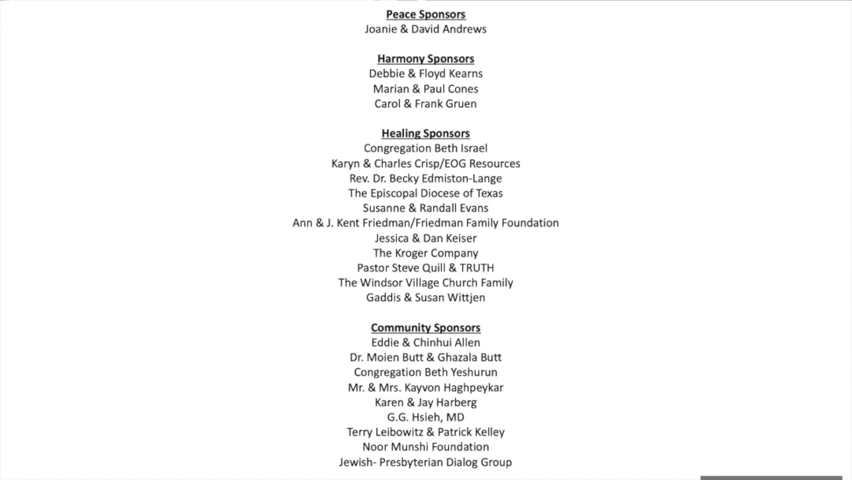 Peace Sponsors
Joanie & David Andrews
Harmony Sponsors
Debbie & Floyd Kearns
Marian & Paul Cones
Carol & Frank Gruen
Healing Sponsors
Congregation Beth Israel
Karyn & Charles Crisp/EOG Resources
Rev. Dr. Becky Edmiston-Lange
The Episcopal Diocese of Texas
Susanne & Randall Evans
Ann & J. Kent Friedman/Friedman Family Foundation
Jessica & Dan Keiser
The Kroger Company
Pastor Steve Quill & TRUTH
The Windsor Village Church Family
Gaddis & Susan Wittjen
Community Sponsors
Eddie & Chinhui Allen
Dr. Moien Butt & Ghazala Butt
Congregation Beth Yeshurun
Mr. & Mrs. Kayvon Haghpeykar
Karen & Jay Harberg
G.G. Hsieh, MD
Terry Leibowitz & Patrick Kelley
Noor Munshi Foundation
Jewish- Presbyterian Dialog Group